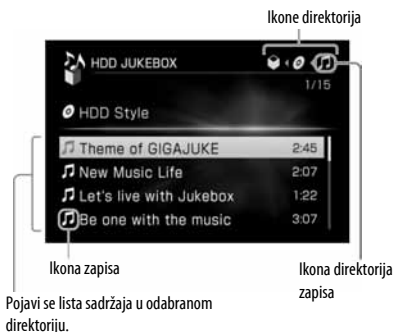 Ikone direktorija
HDD JUKEBOX
1/15
HDD Style
Theme of GIGAJUKE 2:45
New Music Life 2:07
Let's live with Jukebox 1:22
Be one with the music 3:07
Ikona zapisa
Ikona direktorija
zapisa
Pojavi se lista sadržaja u odabranom
direktoriju.